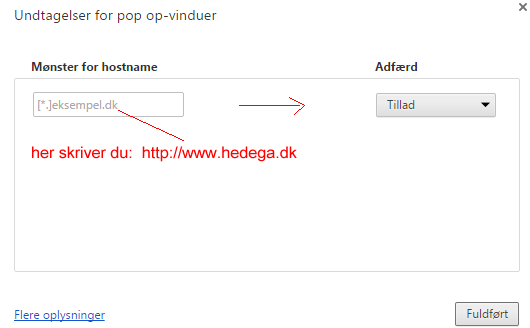 Undtagelser for pop op-vinduer
Mønster for hostname Adfærd
[*.]eksempel.dk Tillad
her skriver du: http://www.hedega.dk
Flere oplysninger Fuldført